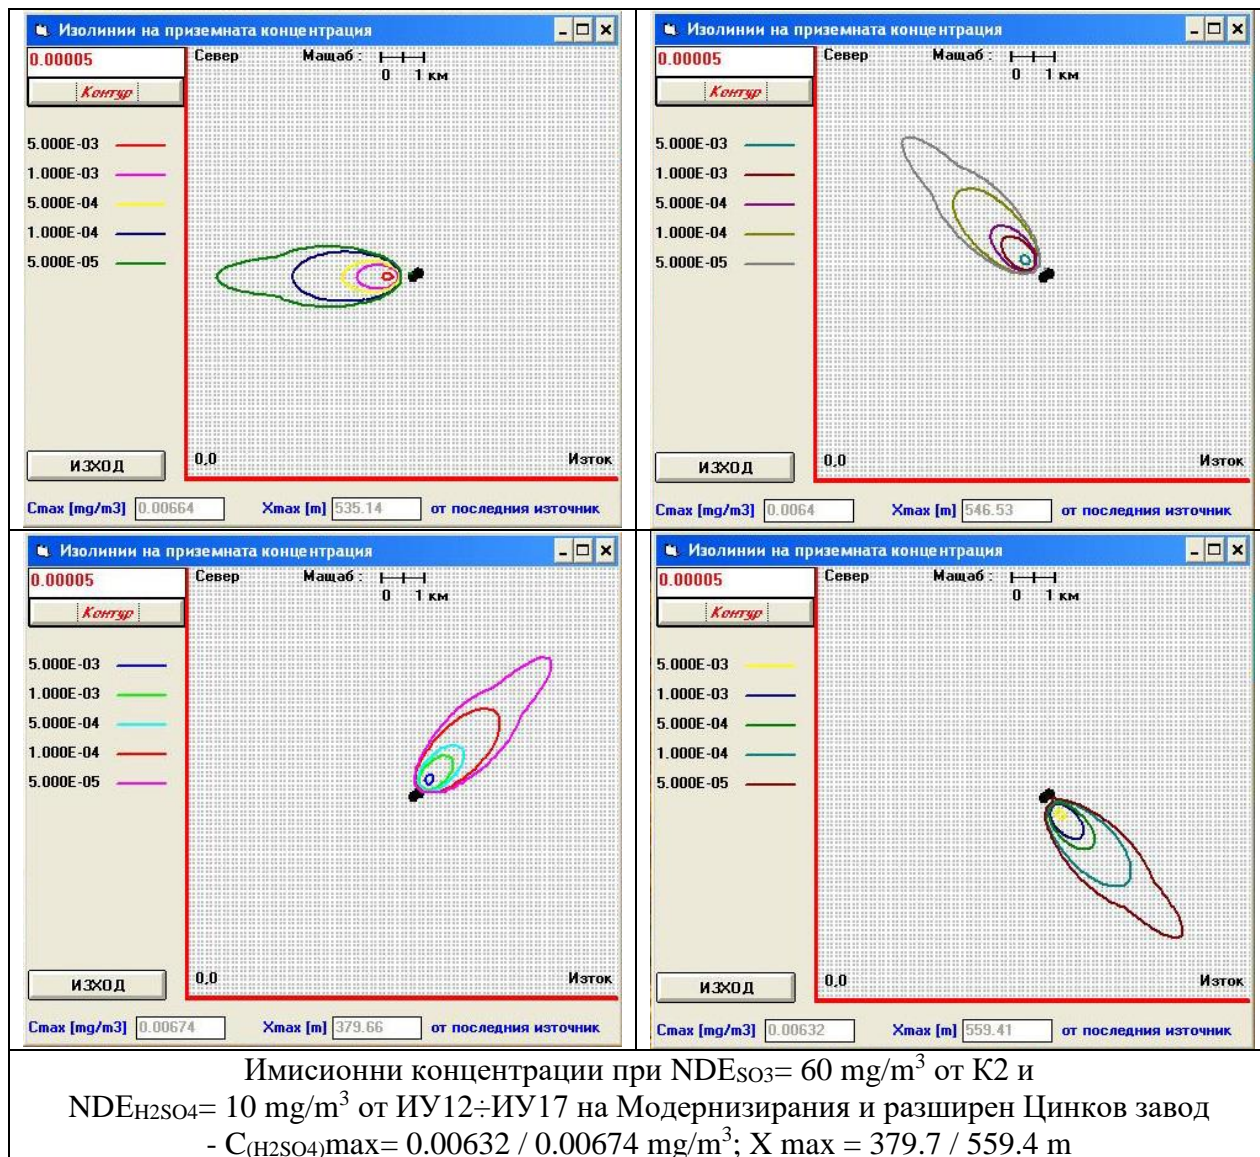 Изолинии на приземна концентрация
0.00005
Север
Мащаб :
0 1 км
Контур
5.000E-03
1.000E-03
5.000E-04
1.000E-04
5.000E-05
ИЗХОД
0,0
Изток
Cmax [mg/m3] 0.00664 Xmax [m] 535.14 от последния източник
Изолинии на приземната концентрация
0.00005
Север
Мащаб :
0 1 км
Контур
5.000E-03
1.000E-03
5.000E-04
1.000E-04
5.000E-05
ИЗХОД
0,0
Изток
Cmax [mg/m3] 0.0064 Xmax [m] 546.53 от последния източник
Изолинии на приземната концентрация
0.00005
Север
Мащаб :
0 1 км
Контур
5.000E-03
1.000E-03
5.000E-04
1.000E-04
5.000E-05
ИЗХОД
0,0
Изток
Cmax [mg/m3] 0.00674 Xmax [m] 379.66 от последния източник
Изолинии на приземната концентрация
0.00005
Север
Мащаб :
0 1 км
Контур
5.000E-03
1.000E-03
5.000E-04
1.000E-04
5.000E-05
ИЗХОД
0,0
Изток
Cmax [mg/m3] 0.00632 Xmax [m] 559.41 от последния източник
Имисионни концентрации при NDE_SO3= 60 mg/m³ от К2 и
NDE_H2SO4= 10 mg/m³ от ИУ12÷ИУ17 на Модернизирания и разширен Цинков завод
- C_(H2SO4)max= 0.00632 / 0.00674 mg/m³; X max = 379.7 / 559.4 m